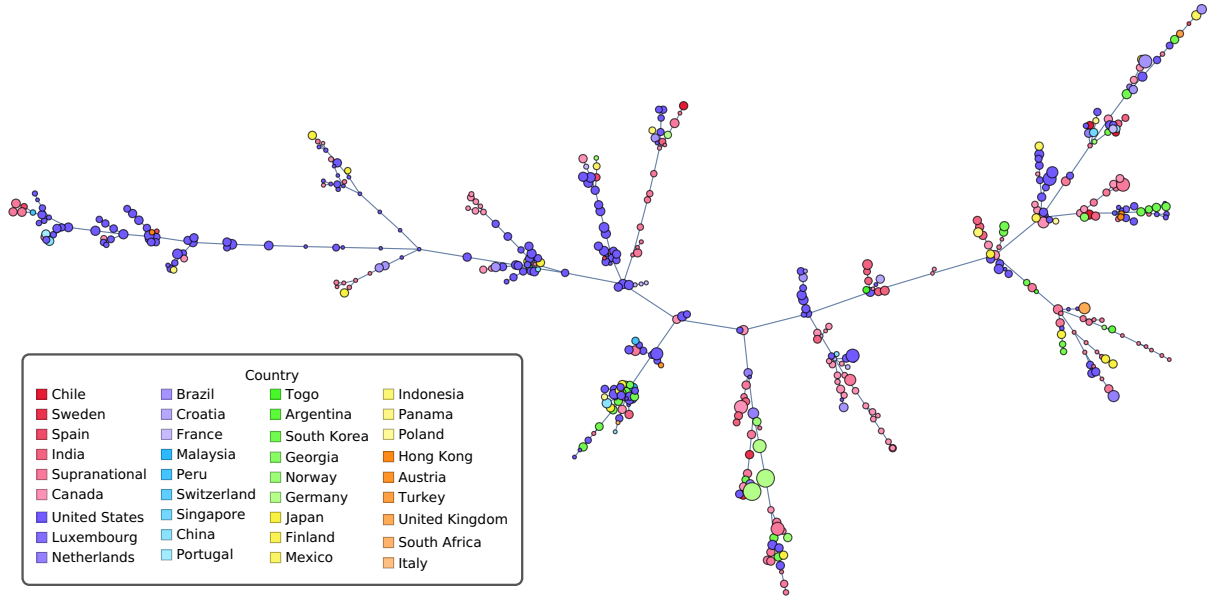 Country
Chile
Sweden
Spain
India
Supranational
Canada
United States
Luxembourg
Netherlands
Brazil
Croatia
France
Malaysia
Peru
Switzerland
Singapore
China
Portugal
Togo
Argentina
South Korea
Georgia
Norway
Germany
Japan
Finland
Mexico
Indonesia
Panama
Poland
Hong Kong
Austria
Turkey
United Kingdom
South Africa
Italy